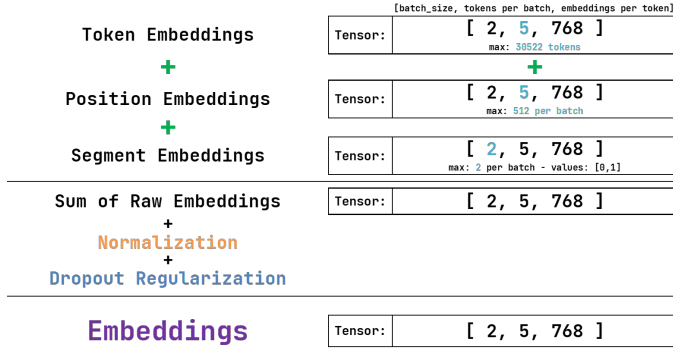 [batch_size, tokens per batch, embeddings per token]
Token Embeddings
Tensor:
[ 2, 5, 768 ]
max: 30522 tokens
+
+
Position Embeddings
Tensor:
[ 2, 5, 768 ]
max: 512 per batch
+
Segment Embeddings
Tensor:
[ 2, 5, 768 ]
max: 2 per batch - values: [0,1]
Sum of Raw Embeddings
Tensor:
[ 2, 5, 768 ]
+
Normalization
+
Dropout Regularization
Embeddings
Tensor:
[ 2, 5, 768 ]